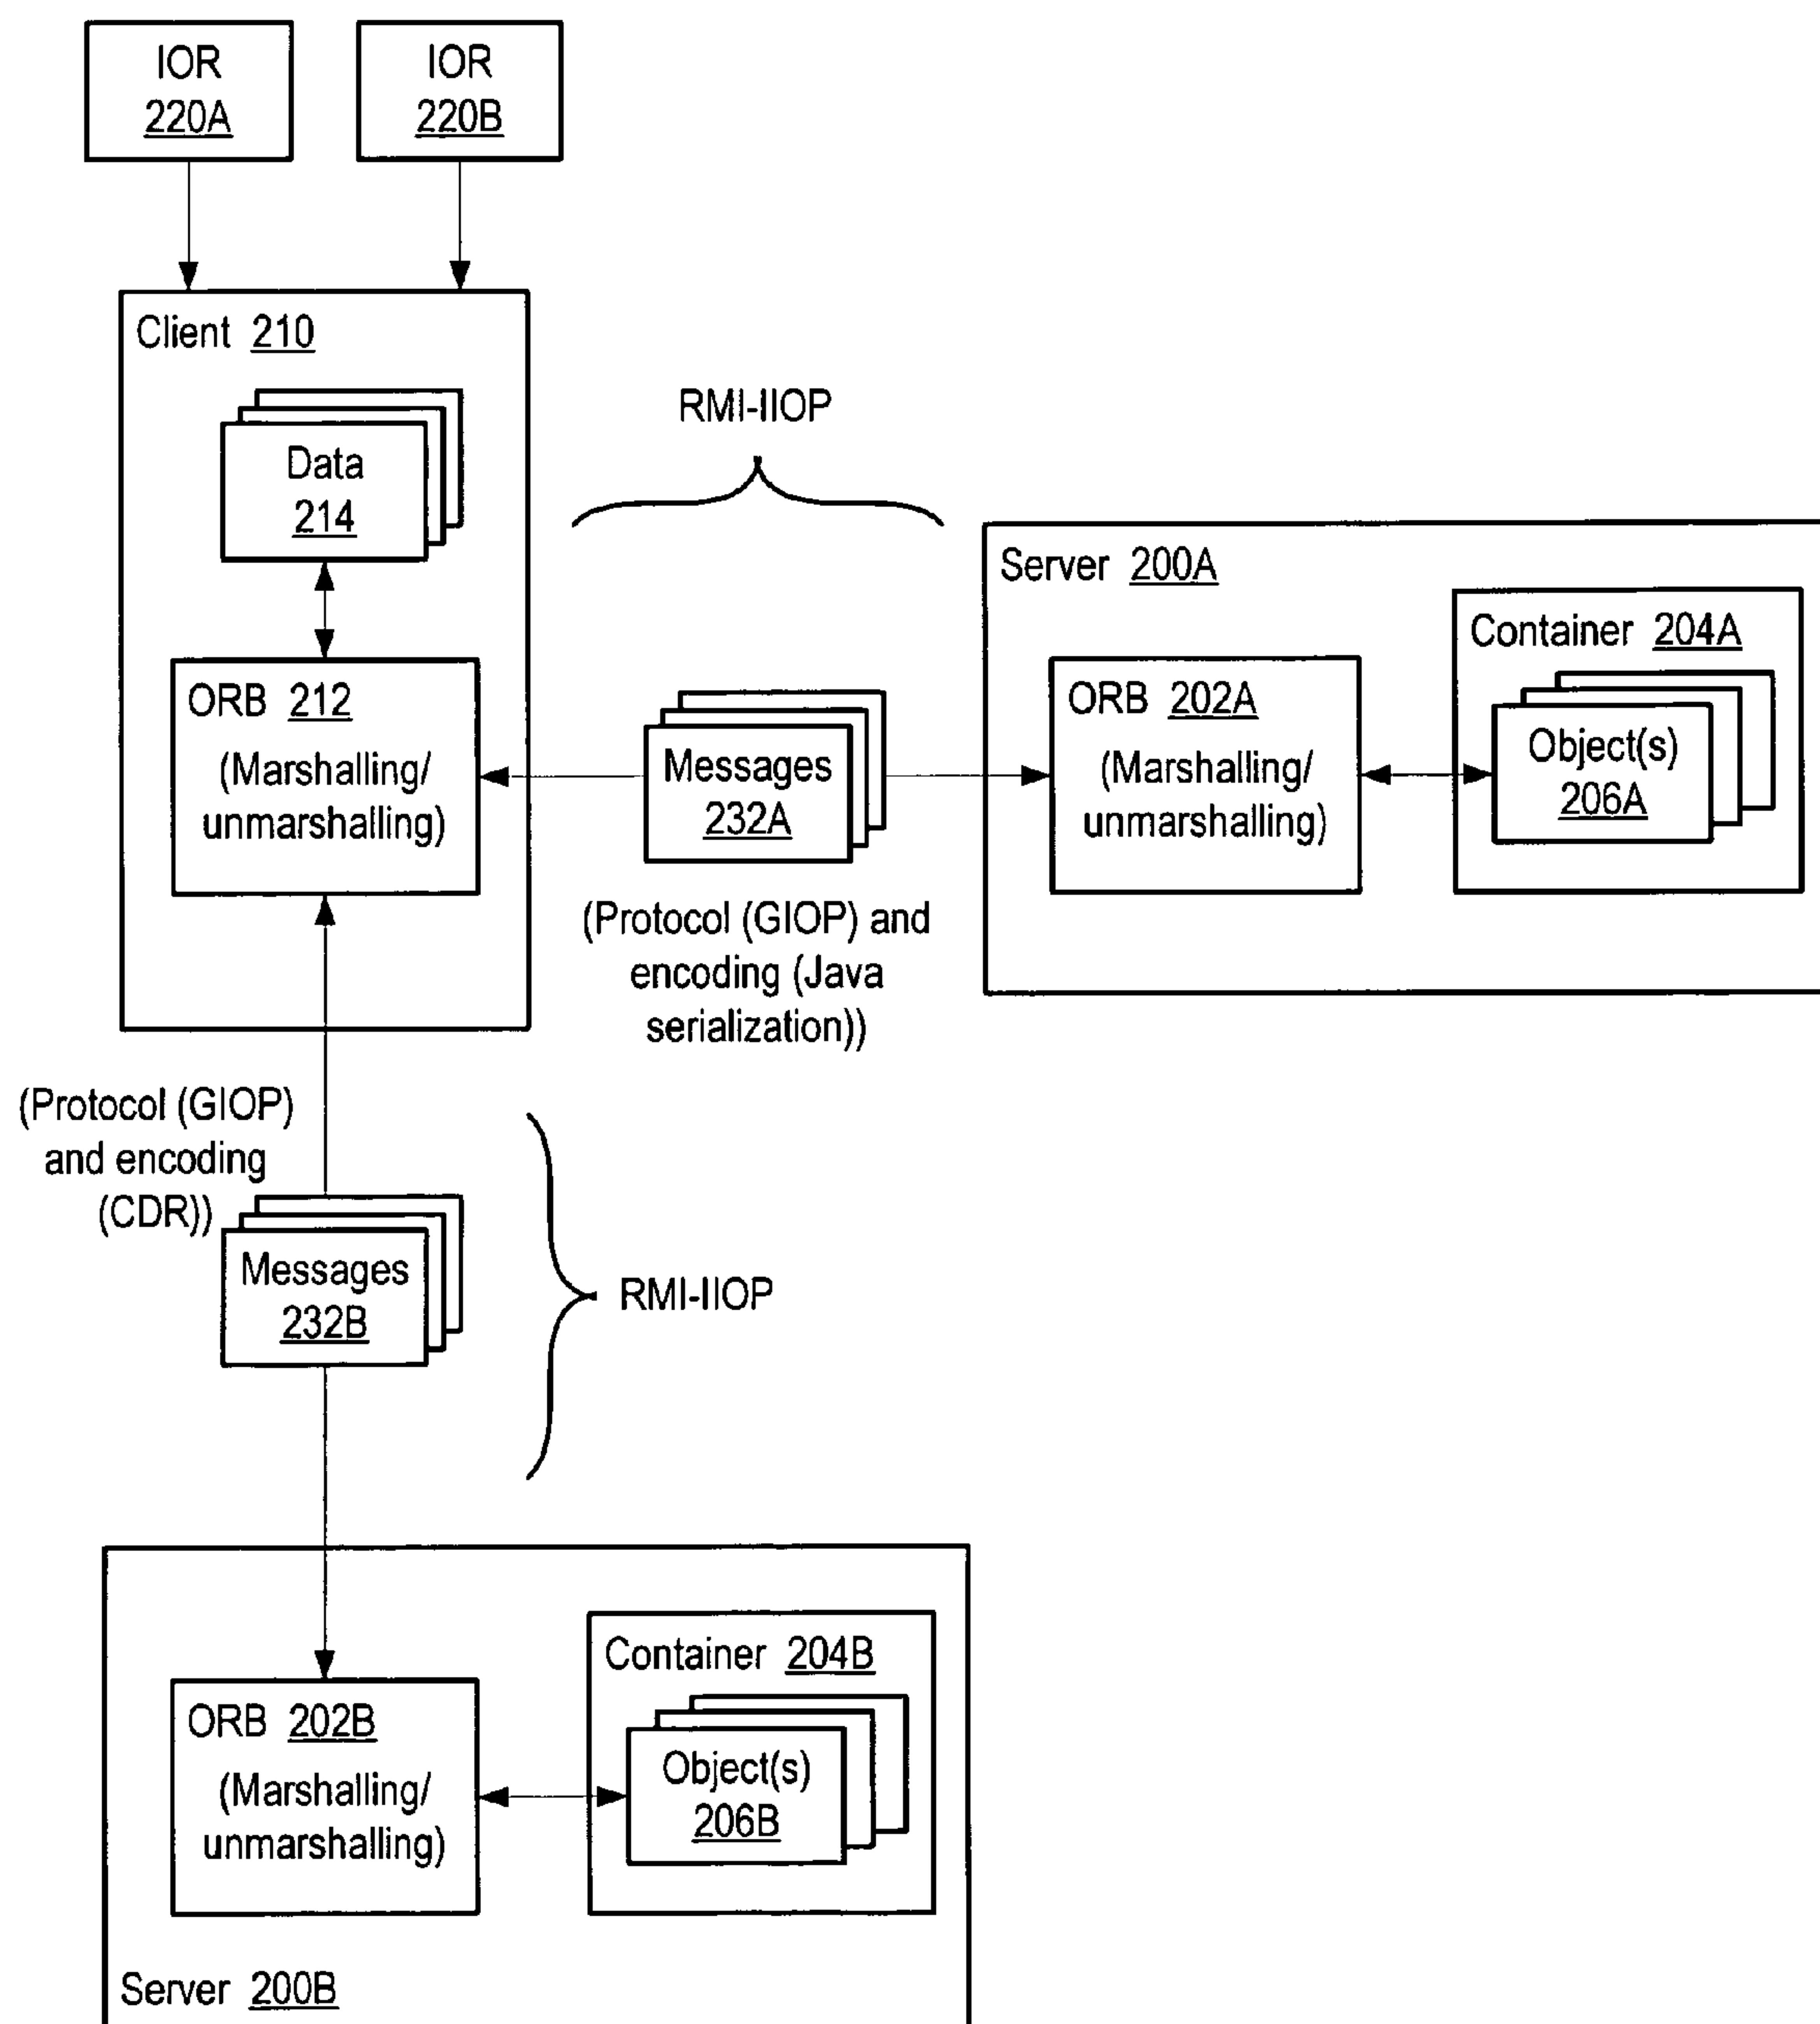 IOR
220A
IOR
220B
Client 210
Data
214
RMI-IIOP
Server 200A
Container 204A
ORB 212
(Marshalling/
unmarshalling)
Messages
232A
ORB 202A
(Marshalling/
unmarshalling)
Object(s)
206A
(Protocol (GIOP) and
encoding (Java
serialization))
(Protocol (GIOP)
and encoding
(CDR))
Messages
232B
RMI-IIOP
Container 204B
ORB 202B
(Marshalling/
unmarshalling)
Object(s)
206B
Server 200B